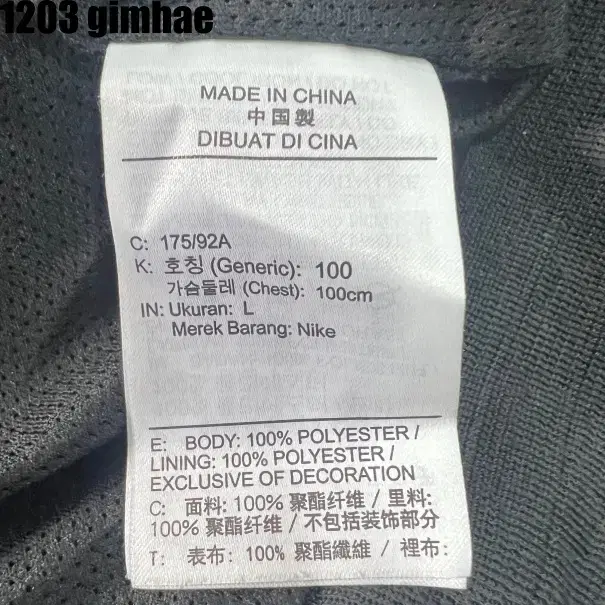 1203 gimhae
MADE IN CHINA
中国製
DIBUAT DI CINA
C: 175/92A
K: 호칭 (Generic): 100
가슴둘레 (Chest): 100cm
IN: Ukuran: L
Merek Barang: Nike
E: BODY: 100% POLYESTER /
LINING: 100% POLYESTER /
EXCLUSIVE OF DECORATION
C: 面料: 100% 聚酯纤维 / 里料:
100% 聚酯纤维 / 不包括装饰部分
T: 表布: 100% 聚酯纖維 / 裡布: